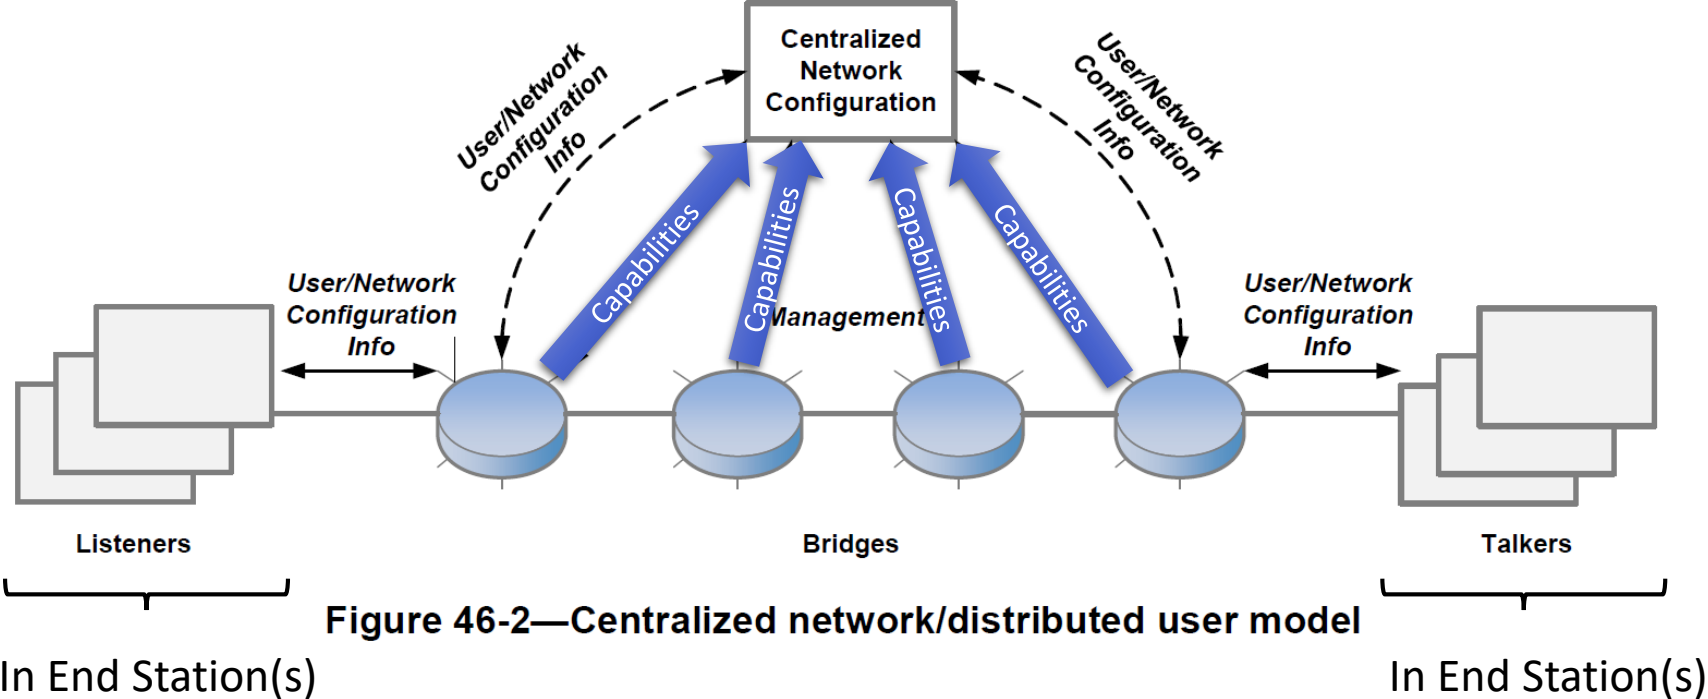 Centralized
Network
Configuration
User/Network
Configuration
Info
User/Network
Configuration
Info
Capabilities
Capabilities
Capabilities
Capabilities
Management
User/Network
Configuration
Info
User/Network
Configuration
Info
Listeners
Bridges
Talkers
Figure 46-2—Centralized network/distributed user model
In End Station(s)
In End Station(s)